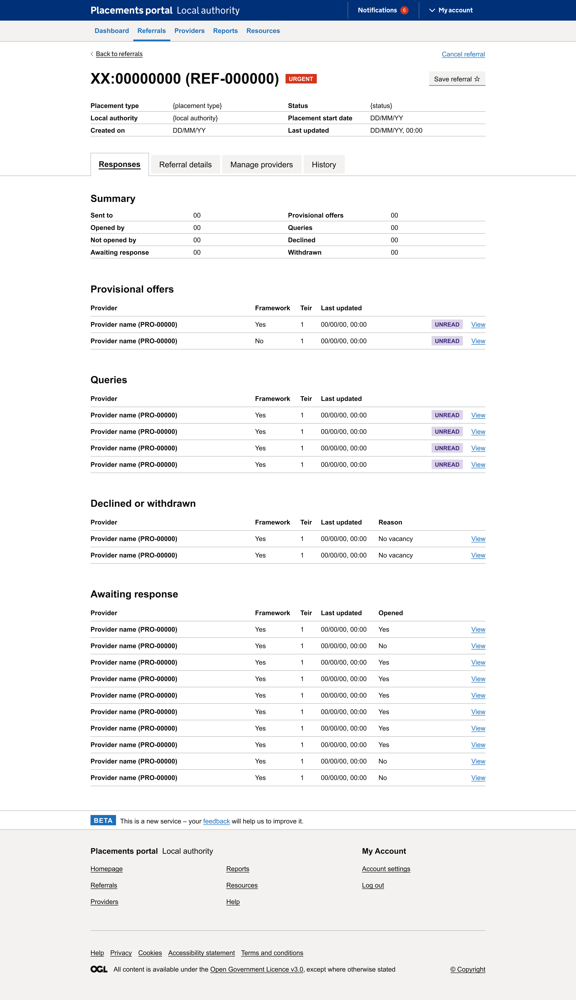 Placements portal Local authority Notifications 6 My account
Dashboard Referrals Providers Reports Resources
Back to referrals Cancel referral
XX:00000000 (REF-000000) URGENT Save referral ☆
Placement type {placement type} Status {status}
Local authority {local authority} Placement start date DD/MM/YY
Created on DD/MM/YY Last updated DD/MM/YY, 00:00
Responses Referral details Manage providers History
Summary
Sent to 00 Provisional offers 00
Opened by 00 Queries 00
Not opened by 00 Declined 00
Awaiting response 00 Withdrawn 00
Provisional offers
Provider Framework Teir Last updated
Provider name (PRO-00000) Yes 1 00/00/00, 00:00 UNREAD View
Provider name (PRO-00000) No 1 00/00/00, 00:00 UNREAD View
Queries
Provider Framework Teir Last updated
Provider name (PRO-00000) Yes 1 00/00/00, 00:00 UNREAD View
Provider name (PRO-00000) Yes 1 00/00/00, 00:00 UNREAD View
Provider name (PRO-00000) Yes 1 00/00/00, 00:00 UNREAD View
Provider name (PRO-00000) Yes 1 00/00/00, 00:00 UNREAD View
Declined or withdrawn
Provider Framework Teir Last updated Reason
Provider name (PRO-00000) Yes 1 00/00/00, 00:00 No vacancy View
Provider name (PRO-00000) Yes 1 00/00/00, 00:00 No vacancy View
Awaiting response
Provider Framework Teir Last updated Opened
Provider name (PRO-00000) Yes 1 00/00/00, 00:00 Yes View
Provider name (PRO-00000) Yes 1 00/00/00, 00:00 No View
Provider name (PRO-00000) Yes 1 00/00/00, 00:00 Yes View
Provider name (PRO-00000) Yes 1 00/00/00, 00:00 Yes View
Provider name (PRO-00000) Yes 1 00/00/00, 00:00 Yes View
Provider name (PRO-00000) Yes 1 00/00/00, 00:00 Yes View
Provider name (PRO-00000) Yes 1 00/00/00, 00:00 Yes View
Provider name (PRO-00000) Yes 1 00/00/00, 00:00 Yes View
Provider name (PRO-00000) Yes 1 00/00/00, 00:00 No View
Provider name (PRO-00000) Yes 1 00/00/00, 00:00 No View
BETA This is a new service – your feedback will help us to improve it.
Placements portal Local authority My Account
Homepage Reports Account settings
Referrals Resources Log out
Providers Help
Help Privacy Cookies Accessibility statement Terms and conditions
OGL All content is available under the Open Government Licence v3.0, except where otherwise stated © Copyright